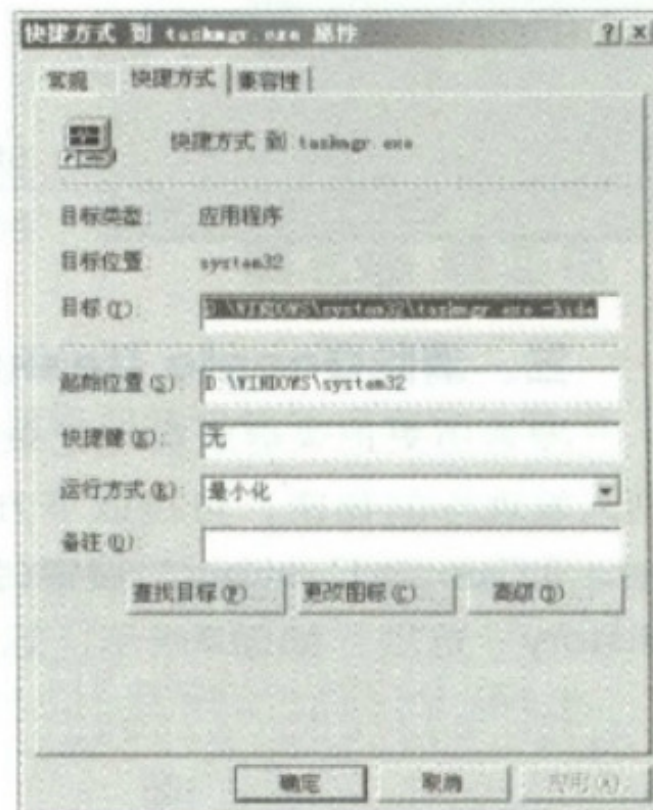 快捷方式 到 taskmgr.exe 属性
常规 快捷方式 兼容性
快捷方式 到 taskmgr.exe
目标类型: 应用程序
目标位置: system32
目标(T): D:\WINDOWS\system32\taskmgr.exe -hide
起始位置(S): D:\WINDOWS\system32
快捷键(K): 无
运行方式(R): 最小化
备注(O):
查找目标(F)... 更改图标(C)... 高级(D)...
确定 取消 应用(A)